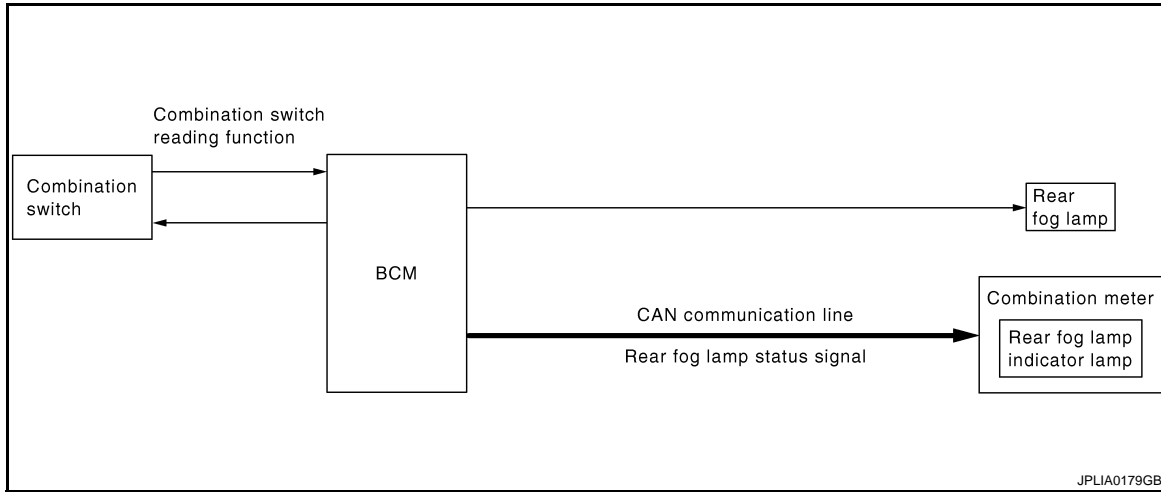 Combination switch
reading function
Combination
switch
BCM
Rear
fog lamp
CAN communication line
Rear fog lamp status signal
Combination meter
Rear fog lamp
indicator lamp
JPLIA0179GB